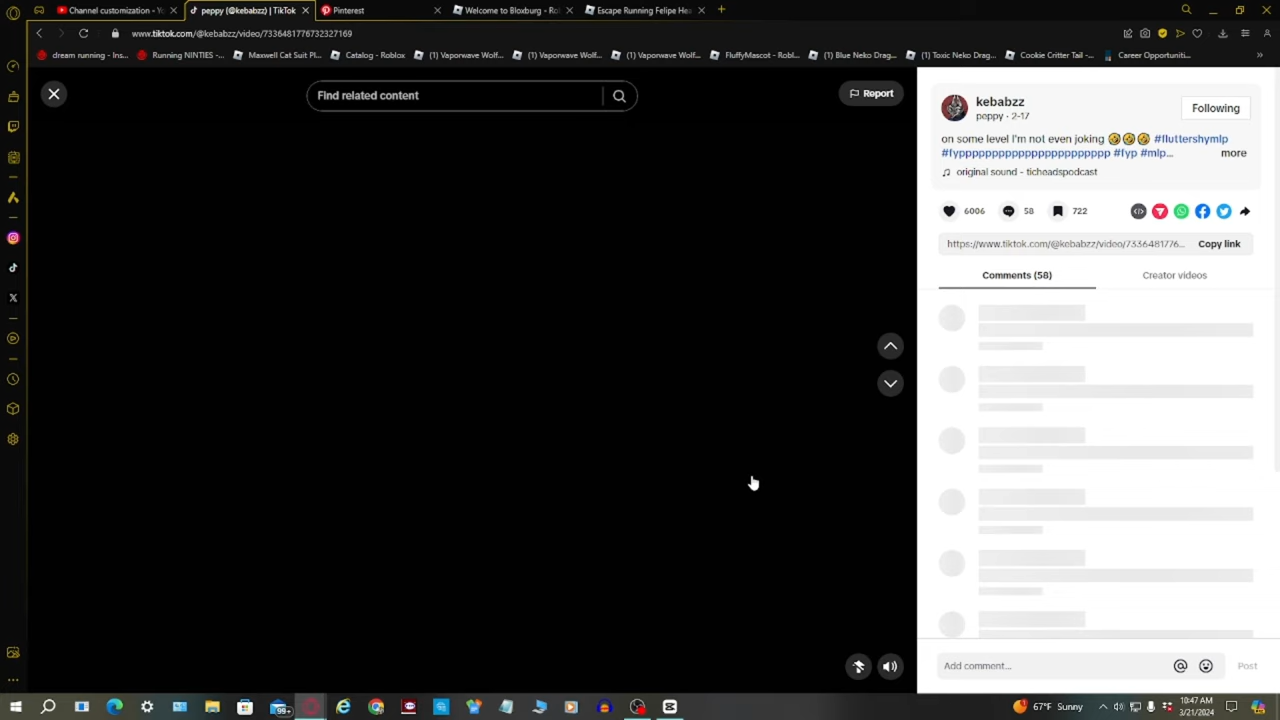 Channel customization - Yo
peppy (@kebabzz) | TikTok
Pinterest
Welcome to Bloxburg - Rob
Escape Running Felipe Hea
www.tiktok.com/@kebabzz/video/7336481776732327169
dream running - Ins...
Running NINTIES -...
Maxwell Cat Suit Pl...
Catalog - Roblox
(1) Vaporwave Wolf...
(1) Vaporwave Wolf...
(1) Vaporwave Wolf...
FluffyMascot - Robl...
(1) Blue Neko Drag...
(1) Toxic Neko Drag...
Cookie Critter Tail -...
Career Opportuniti...
Find related content
Report
kebabzz
peppy · 2-17
Following
on some level I'm not even joking 🤣🤣🤣 #fluttershymlp
#fyppppppppppppppppppppppp #fyp #mlp...
more
original sound - ticheadspodcast
6006
58
722
https://www.tiktok.com/@kebabzz/video/7336481776...
Copy link
Comments (58)
Creator videos
Add comment...
Post
99+
67°F Sunny
10:47 AM
3/21/2024